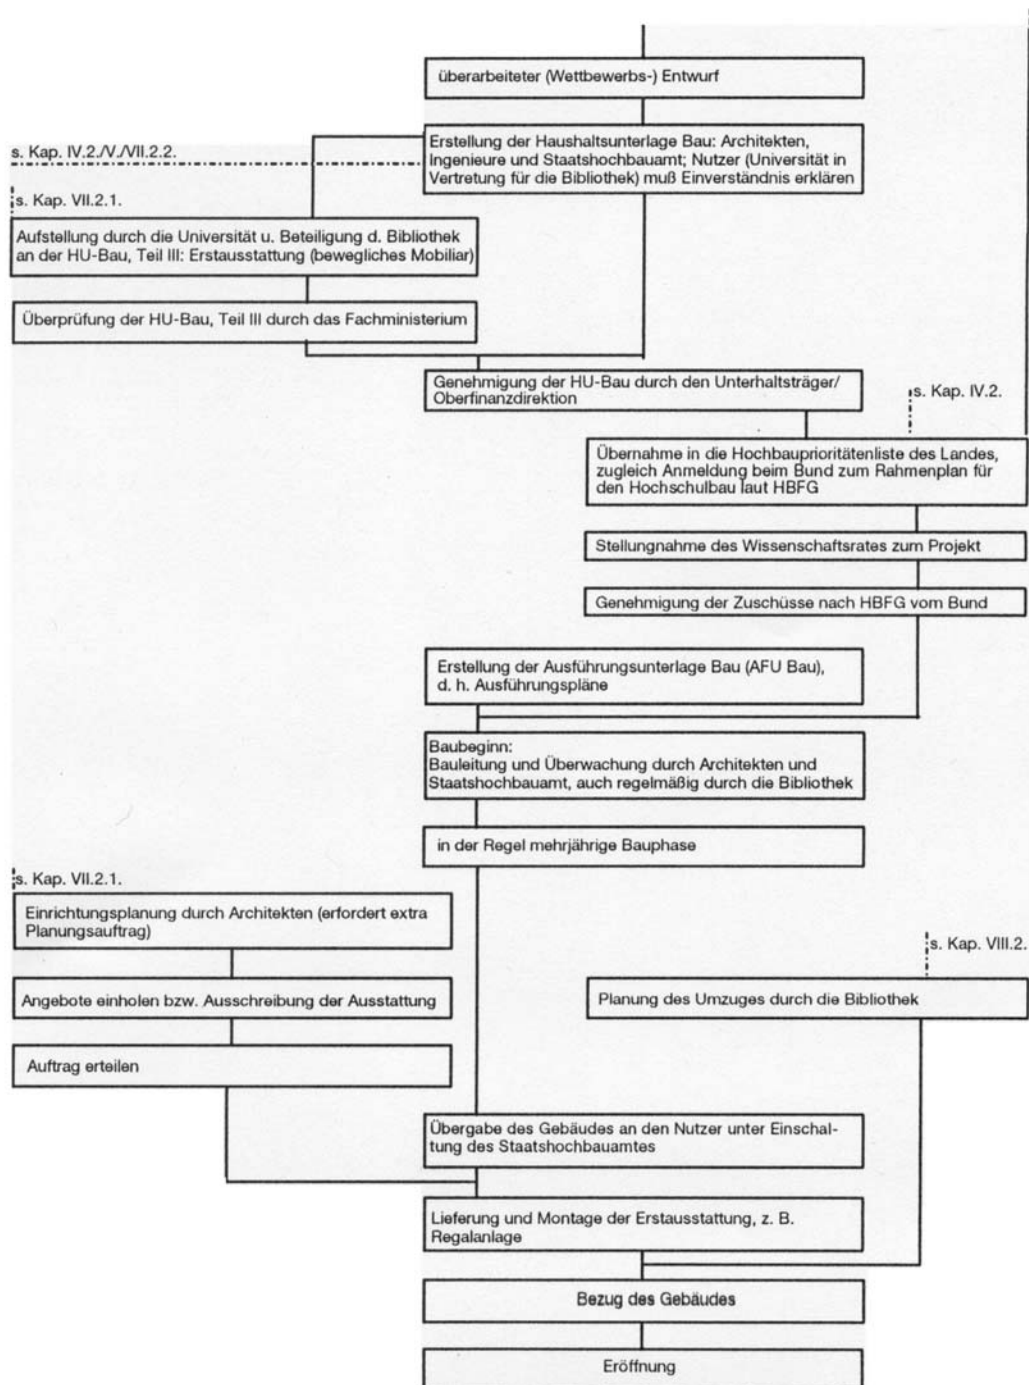 überarbeiteter (Wettbewerbs-) Entwurf
s. Kap. IV.2./V./VII.2.2.
Erstellung der Haushaltsunterlage Bau: Architekten,
Ingenieure und Staatshochbauamt; Nutzer (Universität in
Vertretung für die Bibliothek) muß Einverständnis erklären
s. Kap. VII.2.1.
Aufstellung durch die Universität u. Beteiligung d. Bibliothek
an der HU-Bau, Teil III: Erstausstattung (bewegliches Mobiliar)
Überprüfung der HU-Bau, Teil III durch das Fachministerium
Genehmigung der HU-Bau durch den Unterhaltsträger/
Oberfinanzdirektion
s. Kap. IV.2.
Übernahme in die Hochbauprioritätenliste des Landes,
zugleich Anmeldung beim Bund zum Rahmenplan für
den Hochschulbau laut HBFG
Stellungnahme des Wissenschaftsrates zum Projekt
Genehmigung der Zuschüsse nach HBFG vom Bund
Erstellung der Ausführungsunterlage Bau (AFU Bau),
d. h. Ausführungspläne
Baubeginn:
Bauleitung und Überwachung durch Architekten und
Staatshochbauamt, auch regelmäßig durch die Bibliothek
in der Regel mehrjährige Bauphase
s. Kap. VII.2.1.
Einrichtungsplanung durch Architekten (erfordert extra
Planungsauftrag)
s. Kap. VIII.2.
Angebote einholen bzw. Ausschreibung der Ausstattung
Planung des Umzuges durch die Bibliothek
Auftrag erteilen
Übergabe des Gebäudes an den Nutzer unter Einschal-
tung des Staatshochbauamtes
Lieferung und Montage der Erstausstattung, z. B.
Regalanlage
Bezug des Gebäudes
Eröffnung